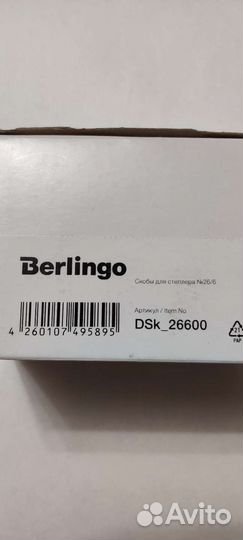 Berlingo
Скобы для степлера №26/6
Артикул / Item No
DSk_26600
4 260107 495895
21
PAP
Avito